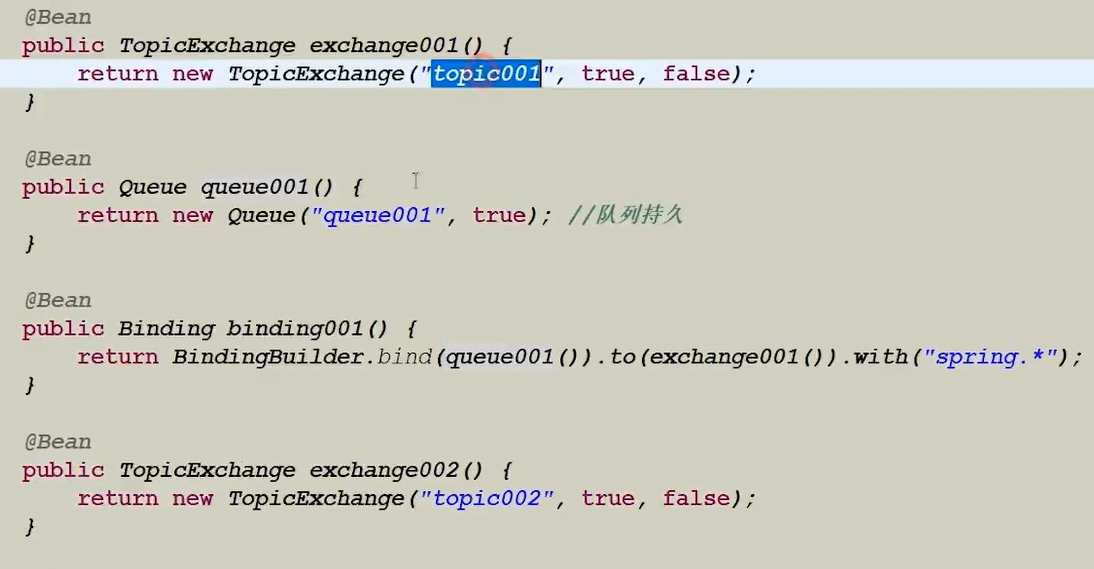 @Bean
public TopicExchange exchange001() {
return new TopicExchange("topic001", true, false);
}
@Bean
public Queue queue001() {
return new Queue("queue001", true); //队列持久
}
@Bean
public Binding binding001() {
return BindingBuilder.bind(queue001()).to(exchange001()).with("spring.*");
}
@Bean
public TopicExchange exchange002() {
return new TopicExchange("topic002", true, false);
}